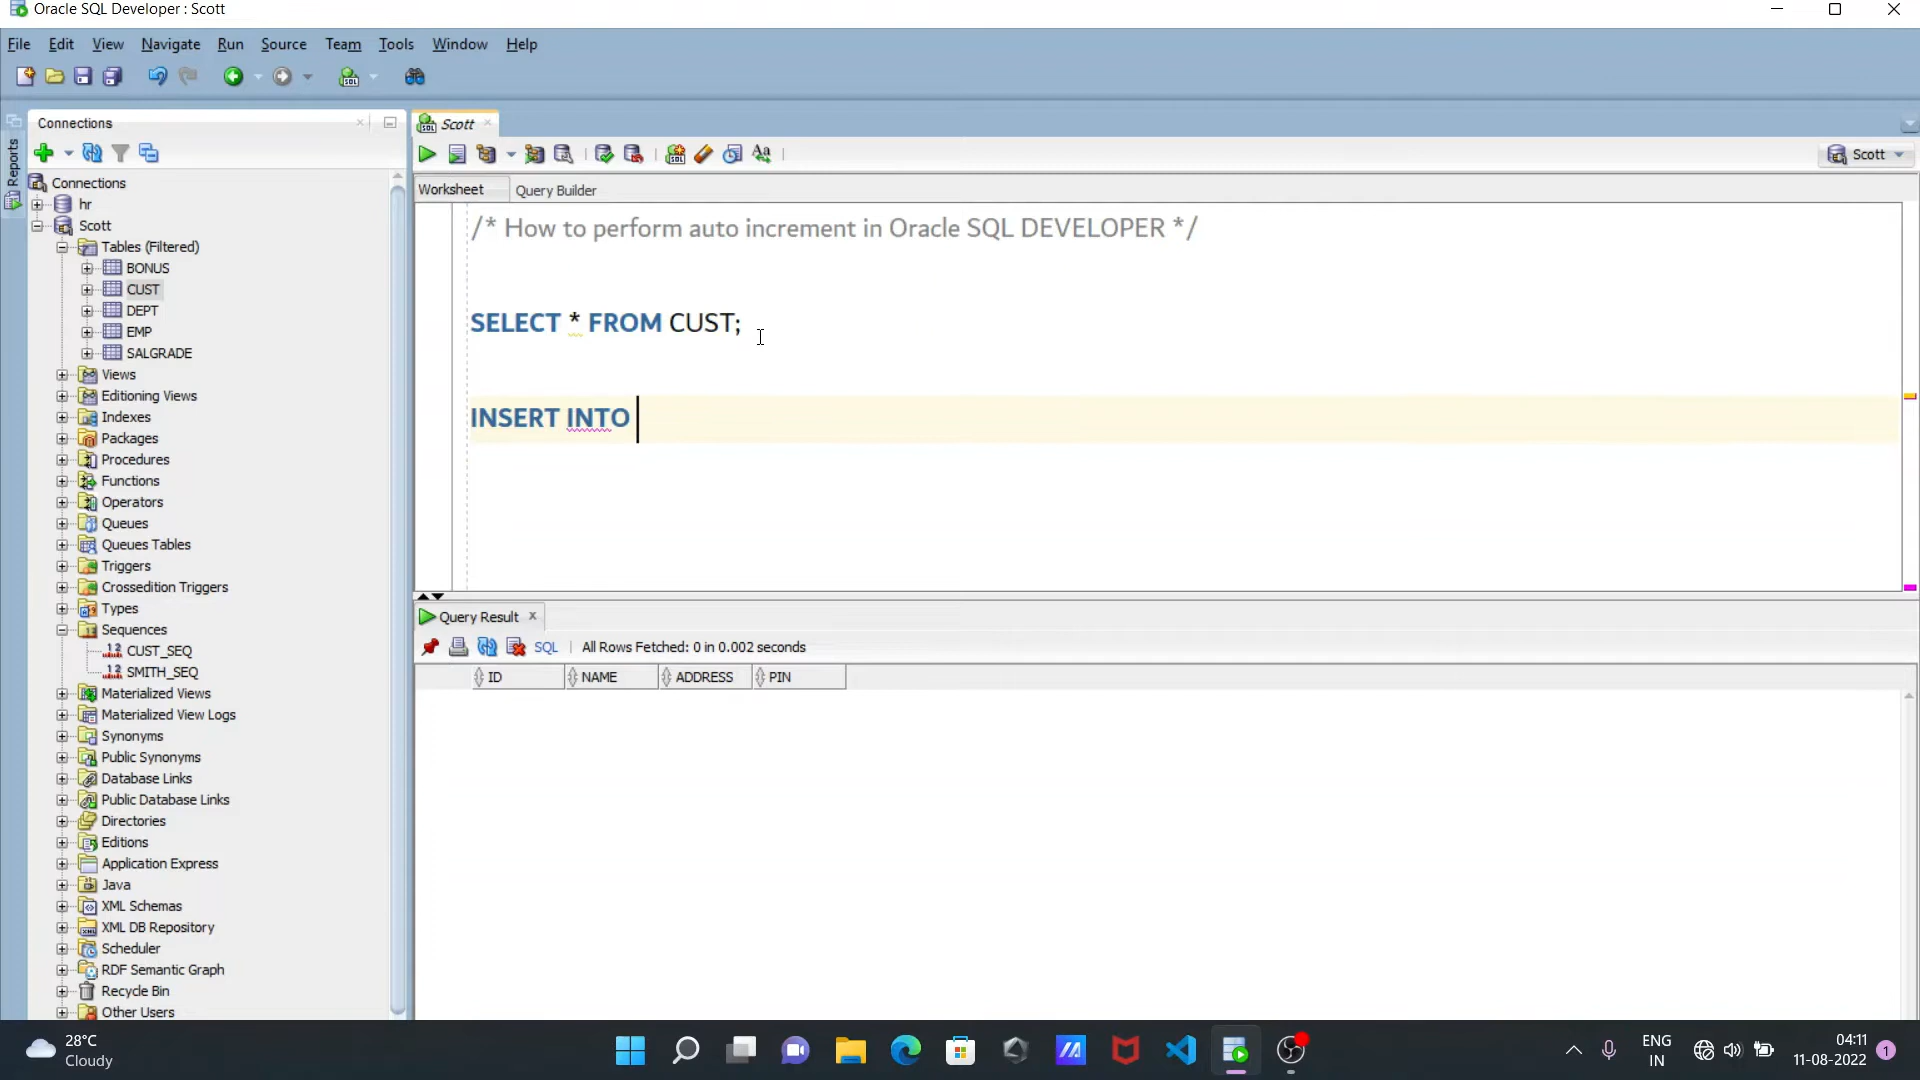 Oracle SQL Developer : Scott
File Edit View Navigate Run Source Team Tools Window Help
Connections
Reports
Connections
hr
Scott
Tables (Filtered)
BONUS
CUST
DEPT
EMP
SALGRADE
Views
Editioning Views
Indexes
Packages
Procedures
Functions
Operators
Queues
Queues Tables
Triggers
Crossedition Triggers
Types
Sequences
CUST_SEQ
SMITH_SEQ
Materialized Views
Materialized View Logs
Synonyms
Public Synonyms
Database Links
Public Database Links
Directories
Editions
Application Express
Java
XML Schemas
XML DB Repository
Scheduler
RDF Semantic Graph
Recycle Bin
Other Users
Scott
Scott
Worksheet Query Builder
/* How to perform auto increment in Oracle SQL DEVELOPER */
SELECT * FROM CUST;
INSERT INTO
Query Result
SQL All Rows Fetched: 0 in 0.002 seconds
ID NAME ADDRESS PIN
28°C
Cloudy
ENG
IN
04:11
11-08-2022
1